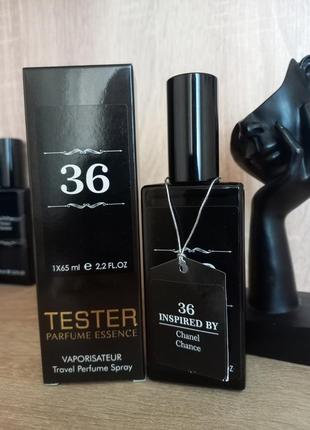 36
1X65 ml e 2.2 FL.OZ
TESTER
PARFUME ESSENCE
VAPORISATEUR
Travel Perfume Spray
36
INSPIRED BY
Chanel
Chance